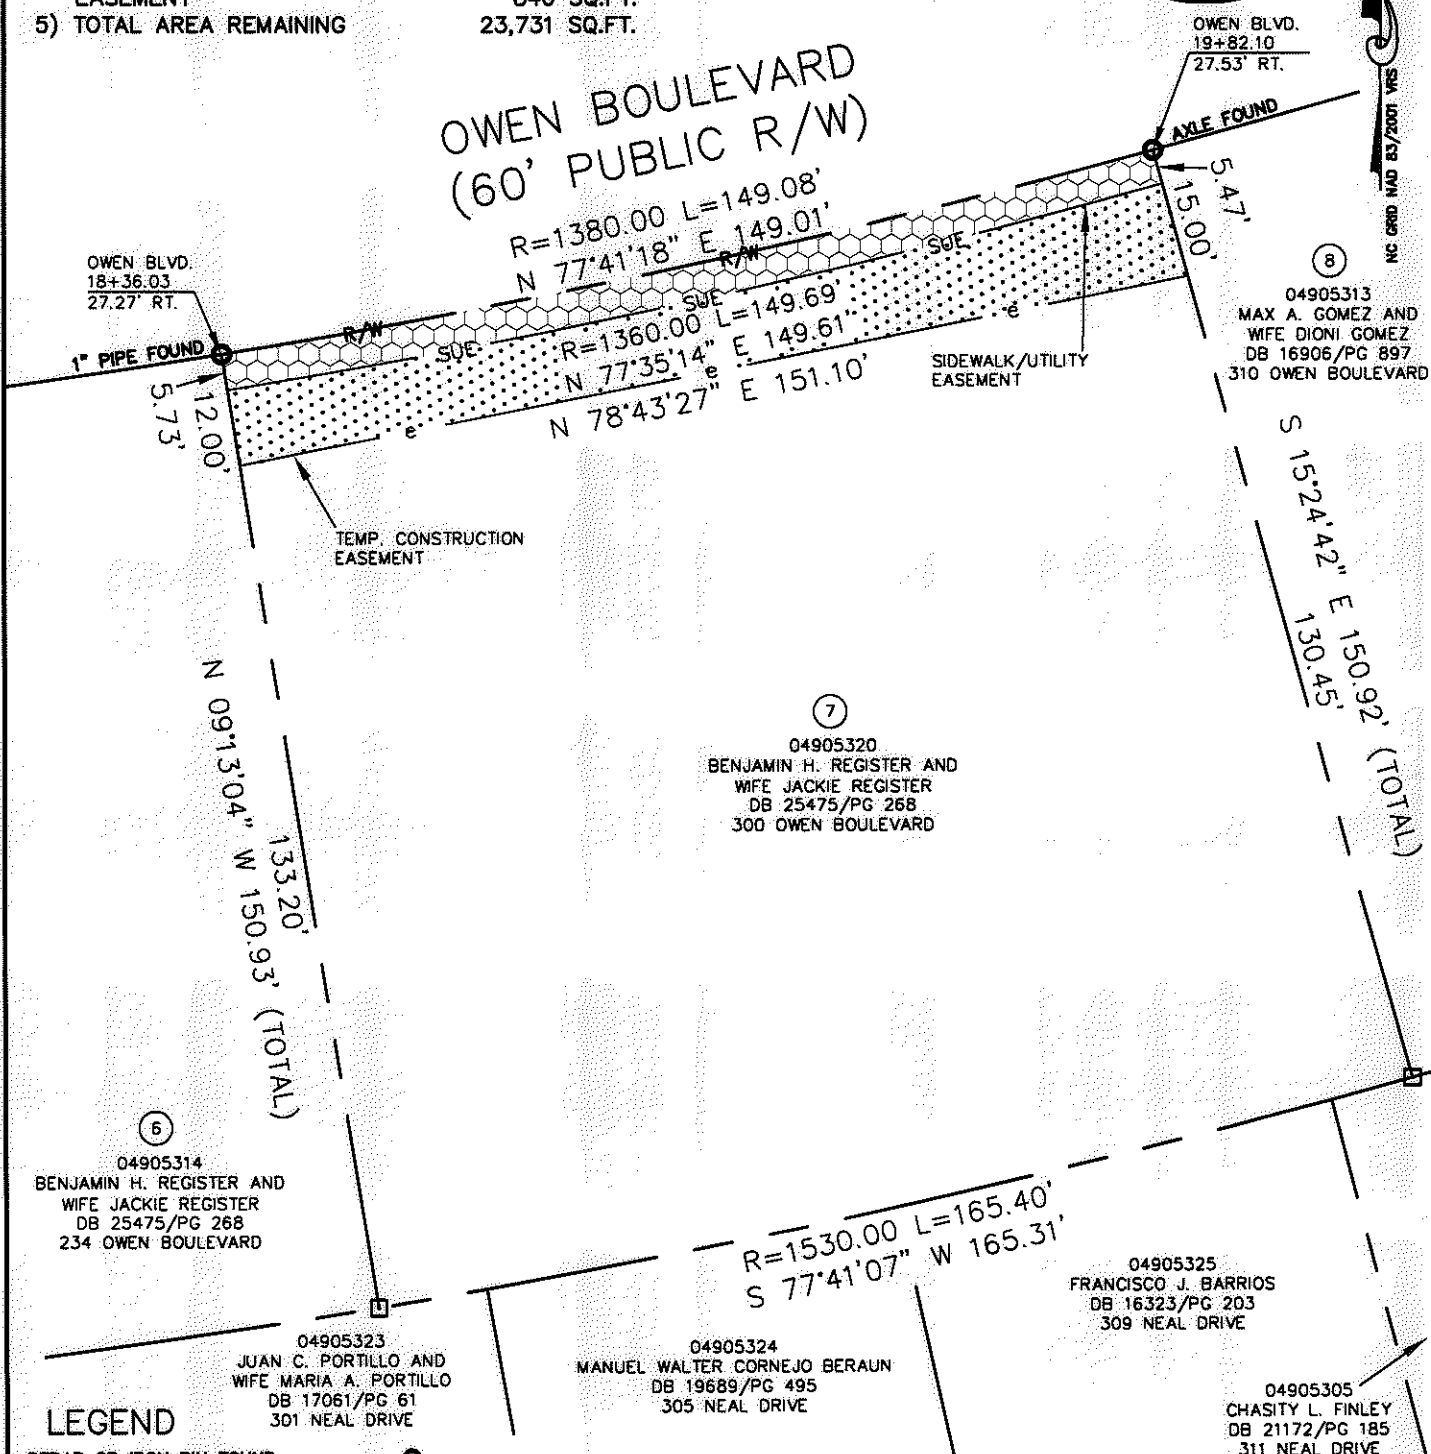 EASEMENT 640 SQ.FT.
5) TOTAL AREA REMAINING 23,731 SQ.FT.
OWEN BLVD.
19+82.10
27.53' RT.
NC GRID NAD 83/2001 VRS
OWEN BOULEVARD
(60' PUBLIC R/W)
AXLE FOUND
R=1380.00 L=149.08'
N 77°41'18" E 149.01'
5.47'
15.00'
OWEN BLVD.
18+36.03
27.27' RT.
1" PIPE FOUND
R/W
R/W
SUE
SUE
SUE
R=1360.00 L=149.69'
N 77°35'14" E 149.61'
e
e
e
N 78°43'27" E 151.10'
5.73'
12.00'
SIDEWALK/UTILITY
EASEMENT
8
04905313
MAX A. GOMEZ AND
WIFE DIONI GOMEZ
DB 16906/PG 897
310 OWEN BOULEVARD
TEMP. CONSTRUCTION
EASEMENT
S 15°24'42" E 150.92' (TOTAL)
130.45'
N 09°13'04" W 150.93' (TOTAL)
133.20'
7
04905320
BENJAMIN H. REGISTER AND
WIFE JACKIE REGISTER
DB 25475/PG 268
300 OWEN BOULEVARD
6
04905314
BENJAMIN H. REGISTER AND
WIFE JACKIE REGISTER
DB 25475/PG 268
234 OWEN BOULEVARD
R=1530.00 L=165.40'
S 77°41'07" W 165.31'
04905325
FRANCISCO J. BARRIOS
DB 16323/PG 203
309 NEAL DRIVE
04905323
JUAN C. PORTILLO AND
WIFE MARIA A. PORTILLO
DB 17061/PG 61
301 NEAL DRIVE
04905324
MANUEL WALTER CORNEJO BERAUN
DB 19689/PG 495
305 NEAL DRIVE
04905305
CHASITY L. FINLEY
DB 21172/PG 185
311 NEAL DRIVE
LEGEND